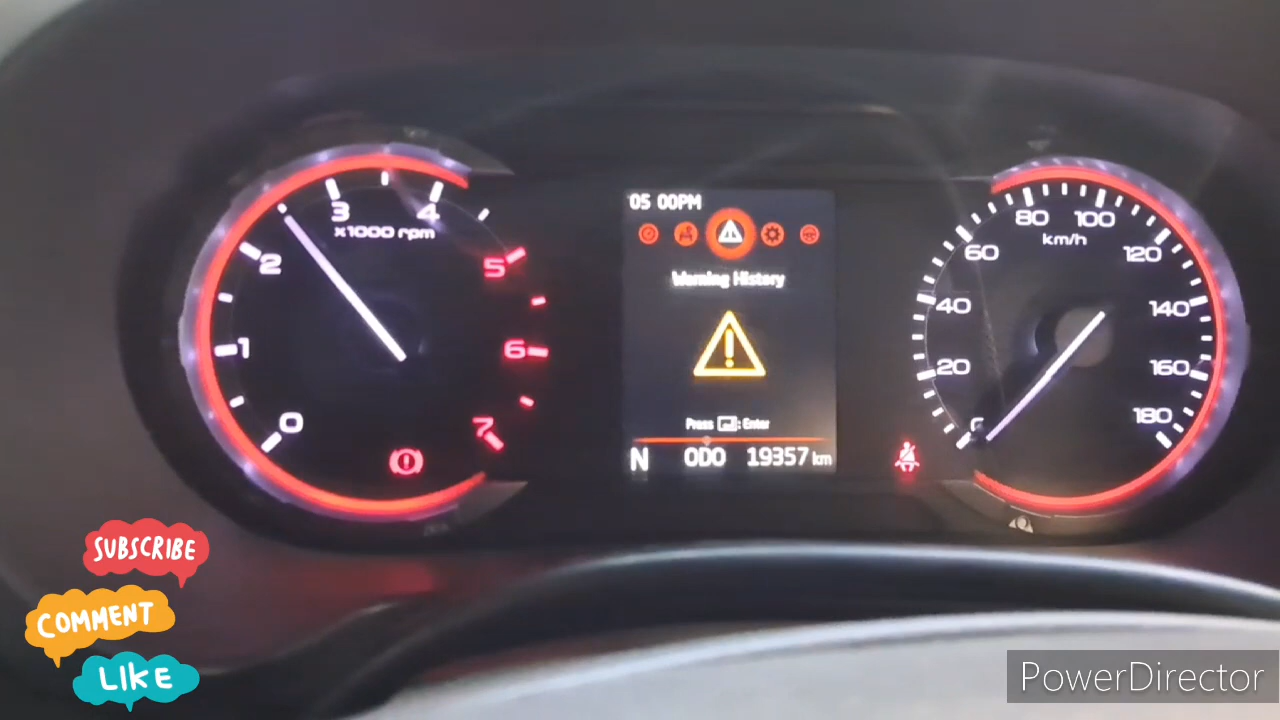 05 00PM
Warning History
Press : Enter
N ODO 19357 km
0
1
2
3
4
5
6
7
x1000 rpm
0
20
40
60
80
100
120
140
160
180
km/h
SUBSCRIBE
COMMENT
LIKE
PowerDirector